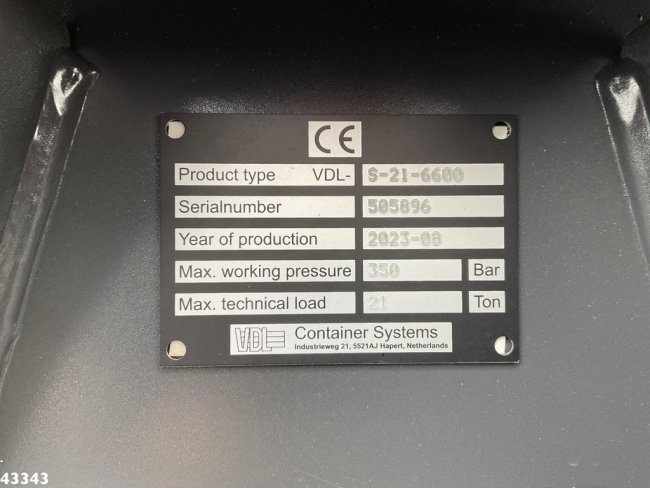 CE
Product type VDL- S-21-6600
Serialnumber 505896
Year of production 2023-08
Max. working pressure 350 Bar
Max. technical load 21 Ton
VDL Container Systems
Industrieweg 21, 5521AJ Hapert, Netherlands
43343